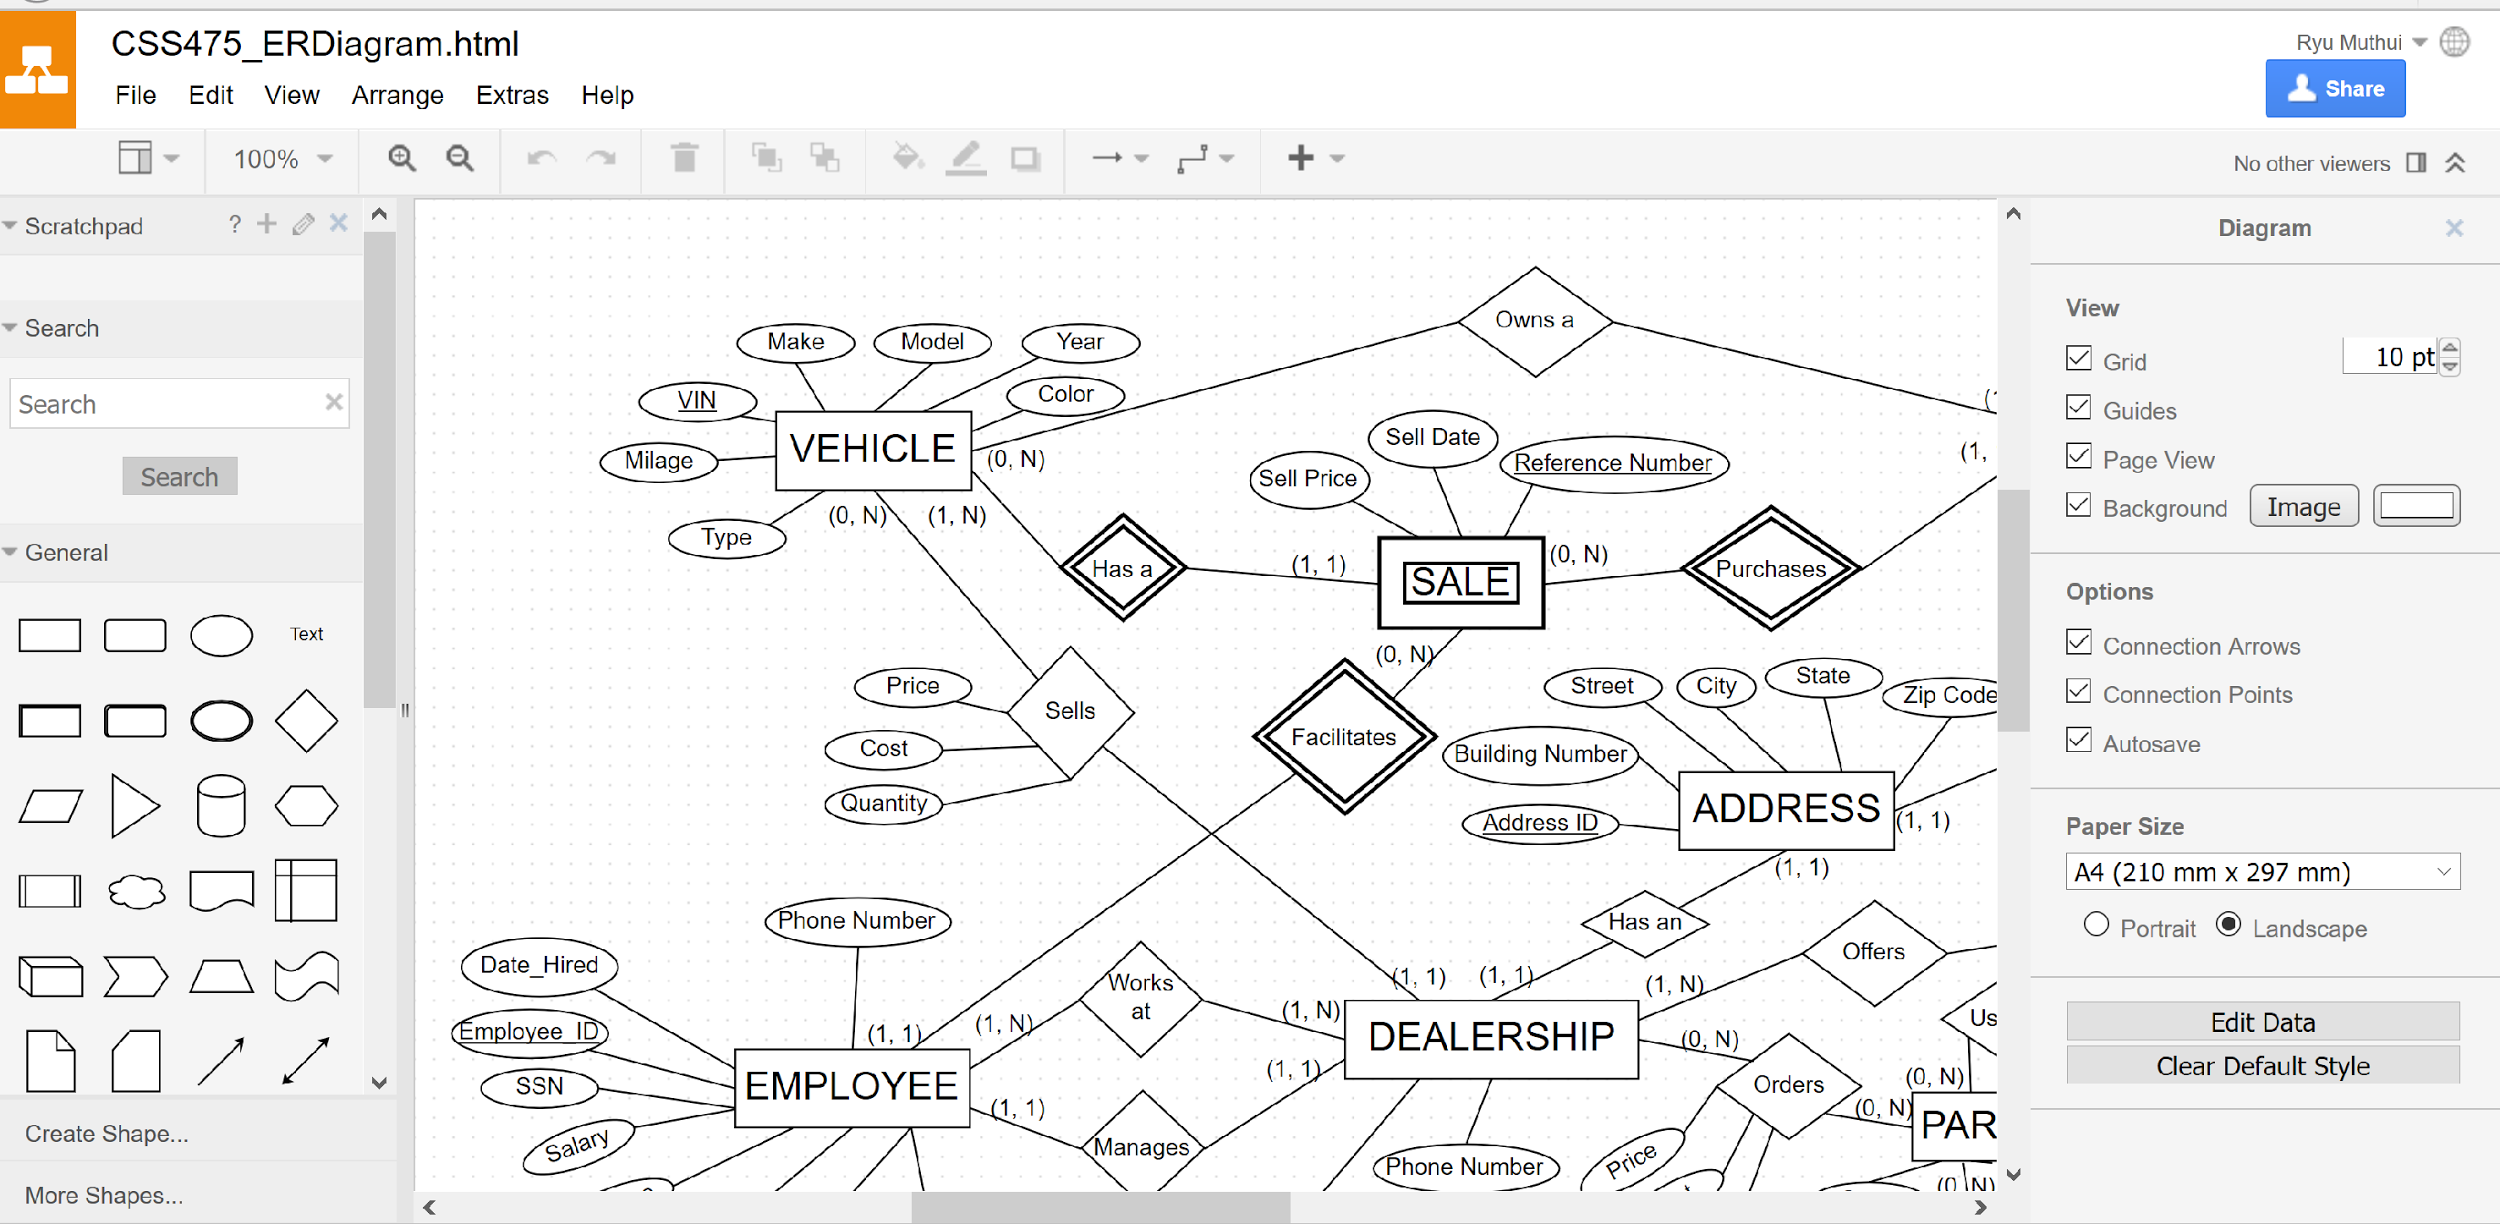 CSS475_ERDiagram.html
Ryu Muthui
File Edit View Arrange Extras Help
Share
100%
No other viewers
Scratchpad
?
Search
Search
Search
General
Text
Create Shape...
More Shapes...
Owns a
Make
Model
Year
Color
VIN
VEHICLE
Milage
(0, N)
Type
(0, N)
(1, N)
Sell Date
Sell Price
Reference Number
(1,
Has a
(1, 1)
SALE
(0, N)
Purchases
(0, N)
Price
Cost
Quantity
Sells
Facilitates
Street
City
State
Zip Code
Building Number
Address ID
ADDRESS
(1, 1)
(1, 1)
Has an
Offers
Phone Number
Date_Hired
Employee_ID
SSN
Salary
EMPLOYEE
(1, 1)
(1, N)
Works
at
(1, N)
(1, 1)
(1, 1)
(1, N)
DEALERSHIP
(0, N)
Us
(1, 1)
(1, 1)
Manages
Phone Number
Orders
(0, N)
(0, N)
PAR
Price
(0, N)
Diagram
View
Grid
10 pt
Guides
Page View
Background
Image
Options
Connection Arrows
Connection Points
Autosave
Paper Size
A4 (210 mm x 297 mm)
Portrait
Landscape
Edit Data
Clear Default Style